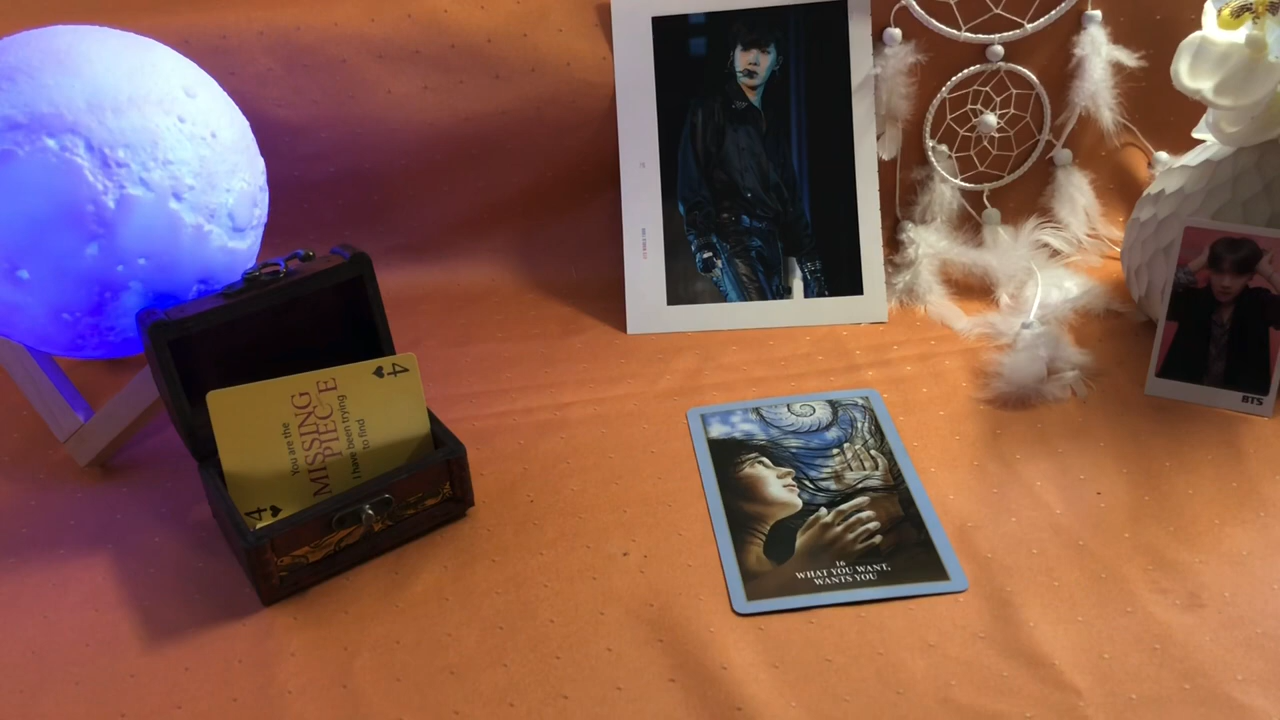 4
You are the
MISSING
PIECE
I have been trying
to find
4
16
WHAT YOU WANT,
WANTS YOU
BTS